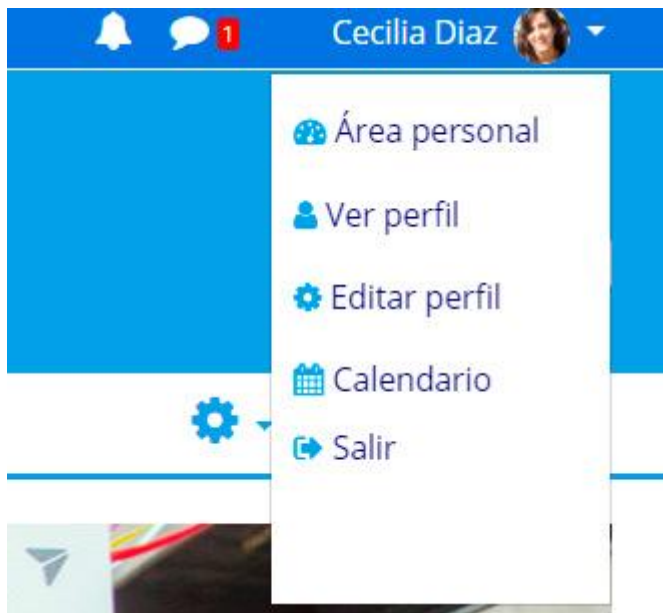 1 Cecilia Diaz
Área personal
Ver perfil
Editar perfil
Calendario
Salir